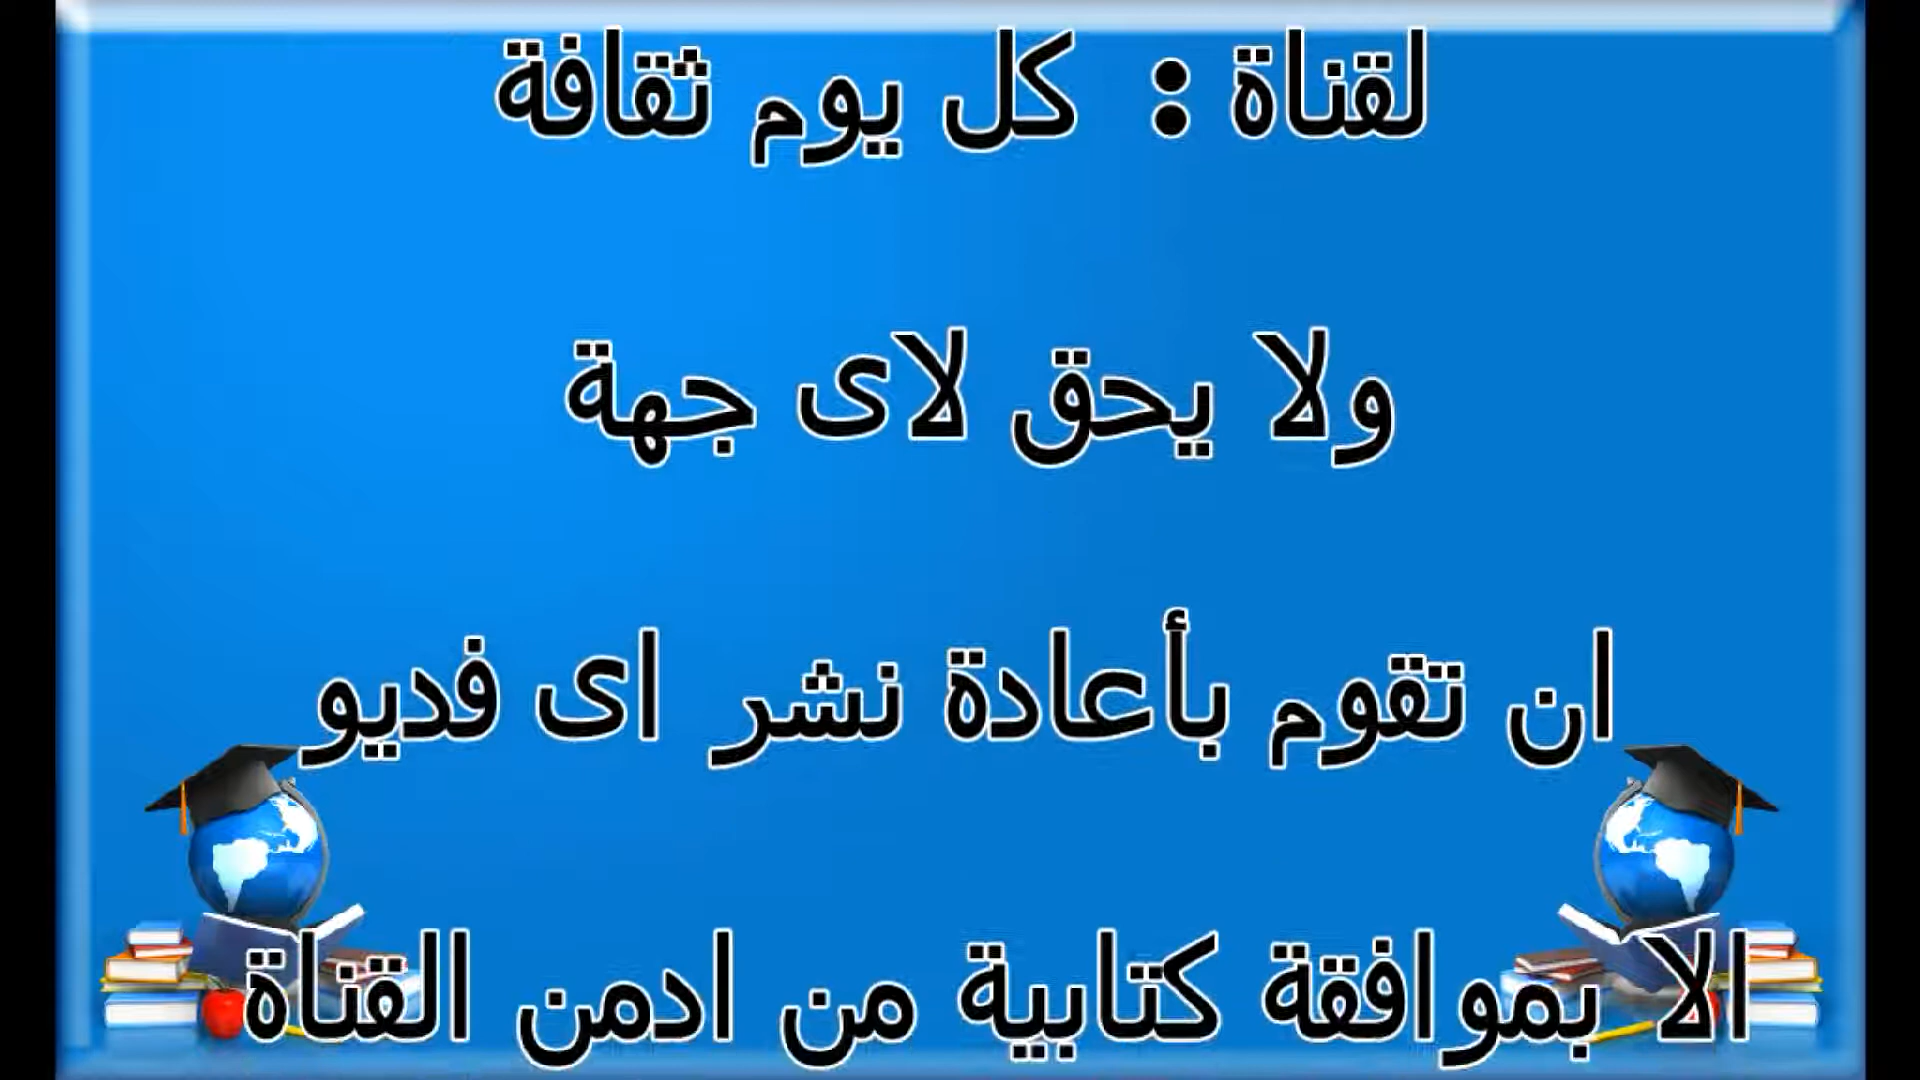 لقناة : كل يوم ثقافة
ولا يحق لاى جهة
ان تقوم بأعادة نشر اى فديو
الا بموافقة كتابية من ادمن القناة